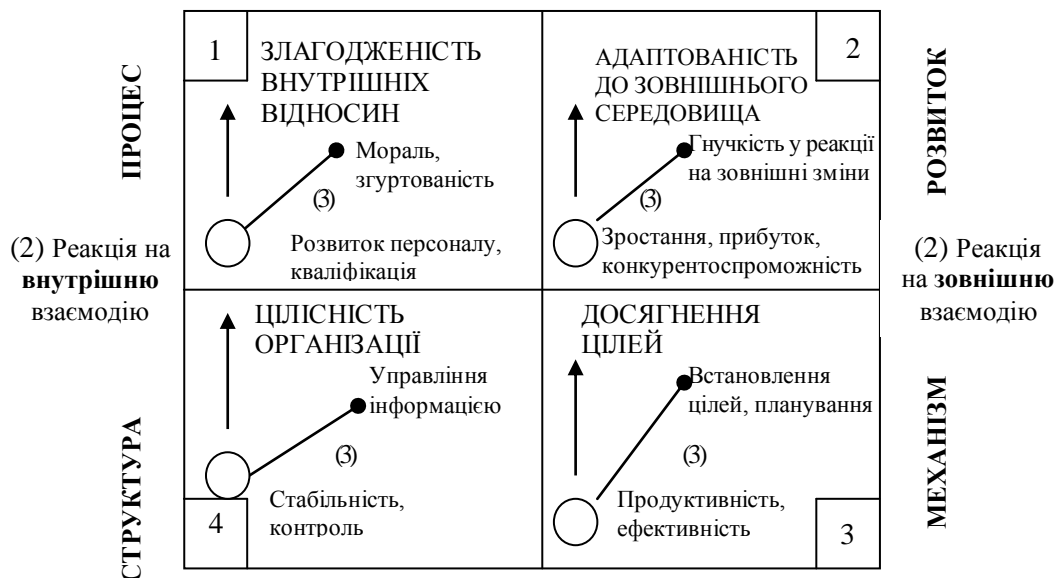 ПРОЦЕС
(2) Реакція на
внутрішню
взаємодію
СТРУКТУРА
1
ЗЛАГОДЖЕНІСТЬ
ВНУТРІШНІХ
ВІДНОСИН
Мораль,
згуртованість
(3)
Розвиток персоналу,
кваліфікація
2
АДАПТОВАНІСТЬ
ДО ЗОВНІШНЬОГО
СЕРЕДОВИЩА
Гнучкість у реакції
на зовнішні зміни
(3)
Зростання, прибуток,
конкурентоспроможність
ЦІЛІСНІСТЬ
ОРГАНІЗАЦІЇ
Управління
інформацією
(3)
Стабільність,
контроль
4
ДОСЯГНЕННЯ
ЦІЛЕЙ
Встановлення
цілей, планування
(3)
Продуктивність,
ефективність
3
РОЗВИТОК
(2) Реакція
на зовнішню
взаємодію
МЕХАНІЗМ